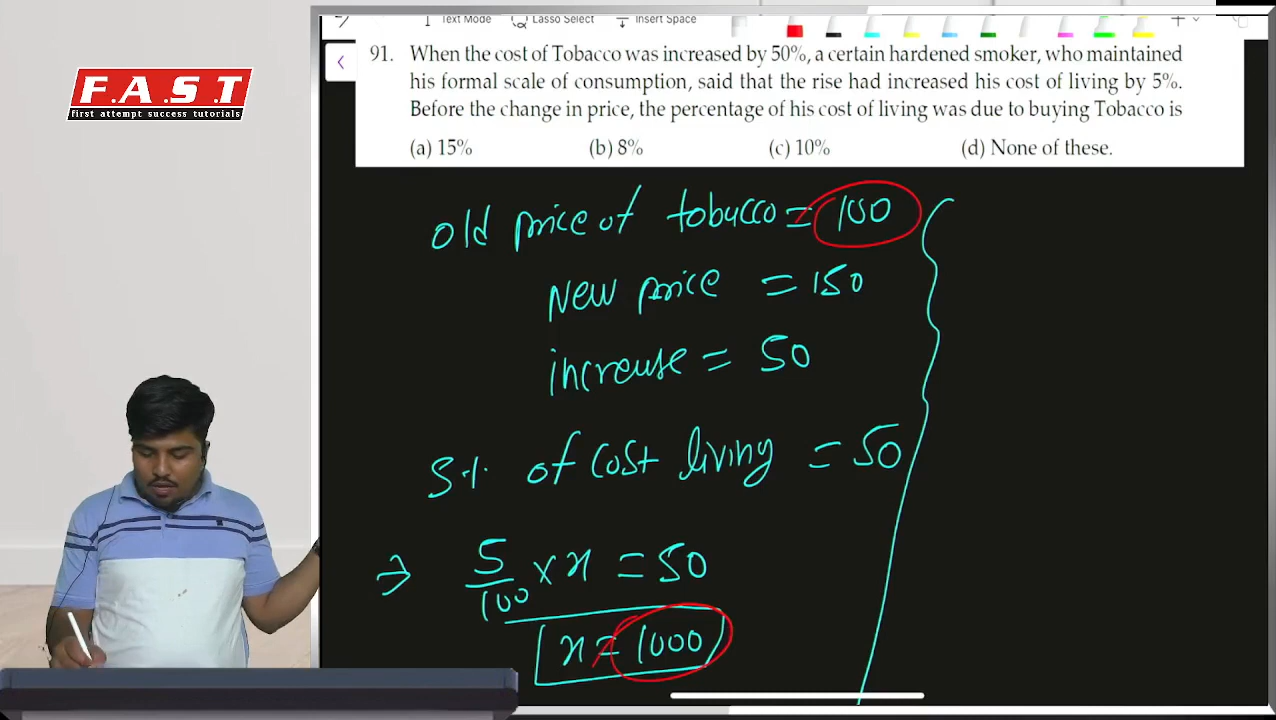 Text Mode Lasso Select Insert Space
F.A.S.T
first attempt success tutorials
91. When the cost of Tobacco was increased by 50%, a certain hardened smoker, who maintained
his formal scale of consumption, said that the rise had increased his cost of living by 5%.
Before the change in price, the percentage of his cost of living was due to buying Tobacco is
(a) 15% (b) 8% (c) 10% (d) None of these.
old price of tobacco = 100
New price = 150
increase = 50
5% of cost living = 50
⇒ 5/100 × x = 50
x = 1000